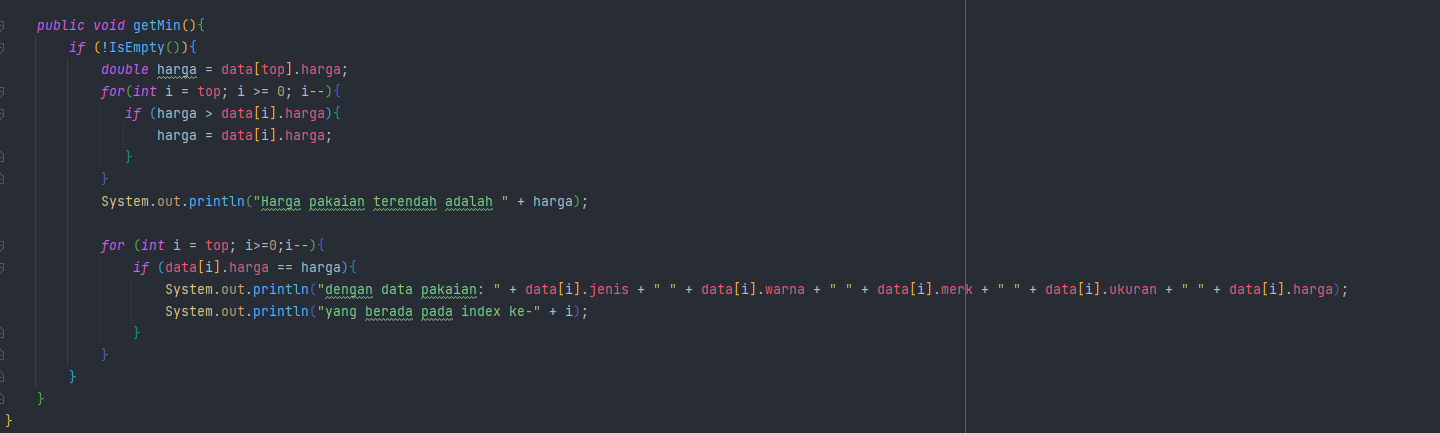 public void getMin(){
if (!IsEmpty()){
double harga = data[top].harga;
for(int i = top; i >= 0; i--){
if (harga > data[i].harga){
harga = data[i].harga;
}
}
System.out.println("Harga pakaian terendah adalah " + harga);
for (int i = top; i>=0;i--){
if (data[i].harga == harga){
System.out.println("dengan data pakaian: " + data[i].jenis + " " + data[i].warna + " " + data[i].merk + " " + data[i].ukuran + " " + data[i].harga);
System.out.println("yang berada pada index ke-" + i);
}
}
}
}
}